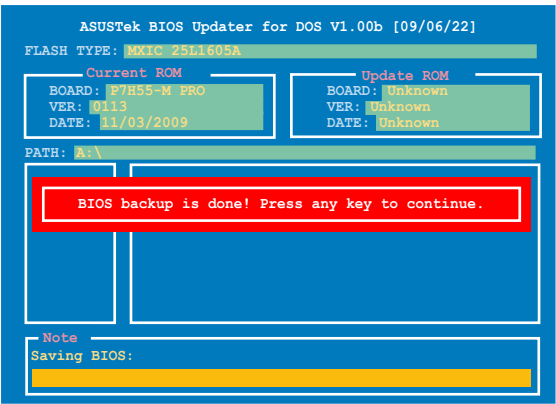 ASUSTek BIOS Updater for DOS V1.00b [09/06/22]
FLASH TYPE: MXIC 25L1605A
Current ROM
BOARD: P7H55-M PRO
VER: 0113
DATE: 11/03/2009
Update ROM
BOARD: Unknown
VER: Unknown
DATE: Unknown
PATH: A:\
BIOS backup is done! Press any key to continue.
Note
Saving BIOS: